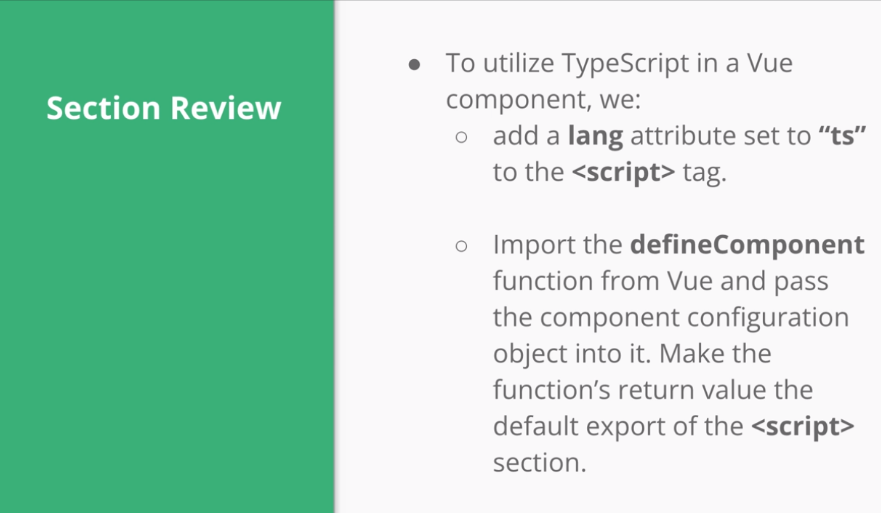 Section Review
● To utilize TypeScript in a Vue
component, we:
○ add a lang attribute set to “ts”
to the <script> tag.
○ Import the defineComponent
function from Vue and pass
the component configuration
object into it. Make the
function’s return value the
default export of the <script>
section.